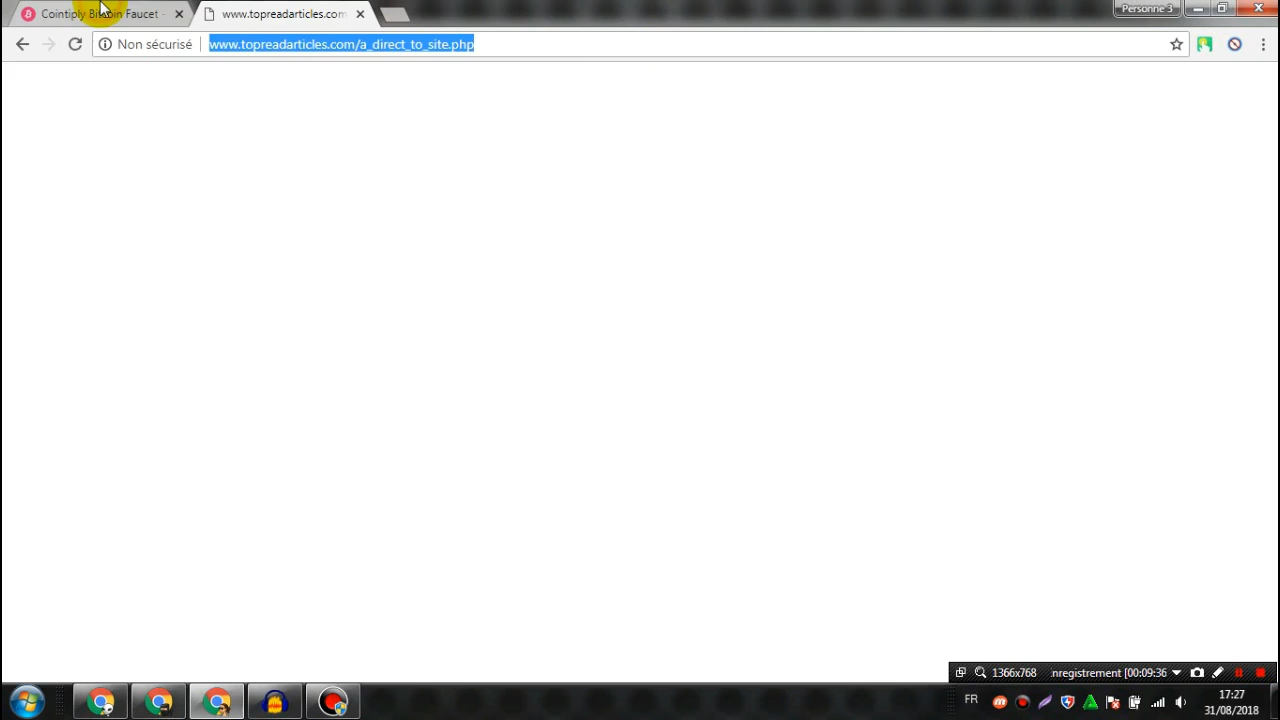 Cointiply Bitcoin Faucet -
www.topreadarticles.com
Personne 3
Non sécurisé
www.topreadarticles.com/a_direct_to_site.php
1366x768
nregistrement [00:09:36
FR
17:27
31/08/2018